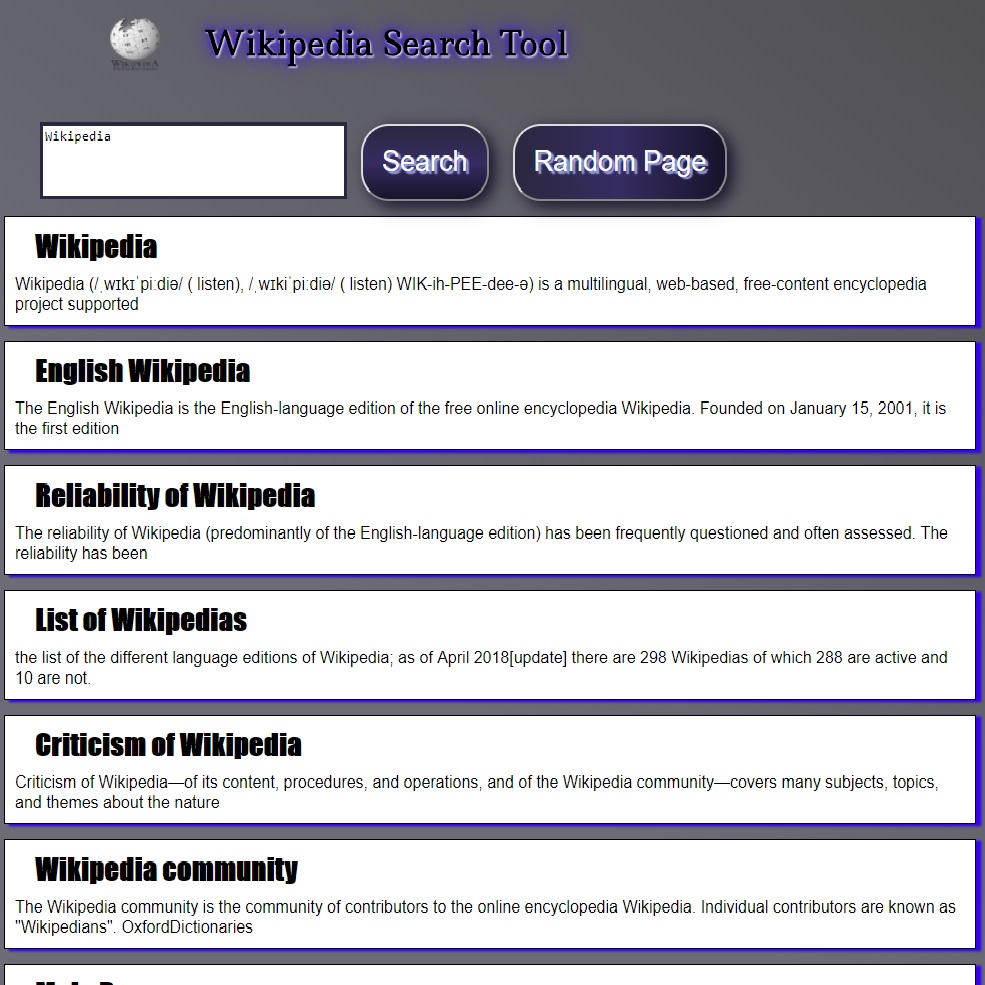 WIKIPEDIA
Wikipedia Search Tool
Wikipedia
Search
Random Page
Wikipedia
Wikipedia (/ˌwɪkɪˈpiːdiə/ ( listen), /ˌwɪkiˈpiːdiə/ ( listen) WIK-ih-PEE-dee-ə) is a multilingual, web-based, free-content encyclopedia
project supported
English Wikipedia
The English Wikipedia is the English-language edition of the free online encyclopedia Wikipedia. Founded on January 15, 2001, it is
the first edition
Reliability of Wikipedia
The reliability of Wikipedia (predominantly of the English-language edition) has been frequently questioned and often assessed. The
reliability has been
List of Wikipedias
the list of the different language editions of Wikipedia; as of April 2018[update] there are 298 Wikipedias of which 288 are active and
10 are not.
Criticism of Wikipedia
Criticism of Wikipedia—of its content, procedures, and operations, and of the Wikipedia community—covers many subjects, topics,
and themes about the nature
Wikipedia community
The Wikipedia community is the community of contributors to the online encyclopedia Wikipedia. Individual contributors are known as
"Wikipedians". OxfordDictionaries